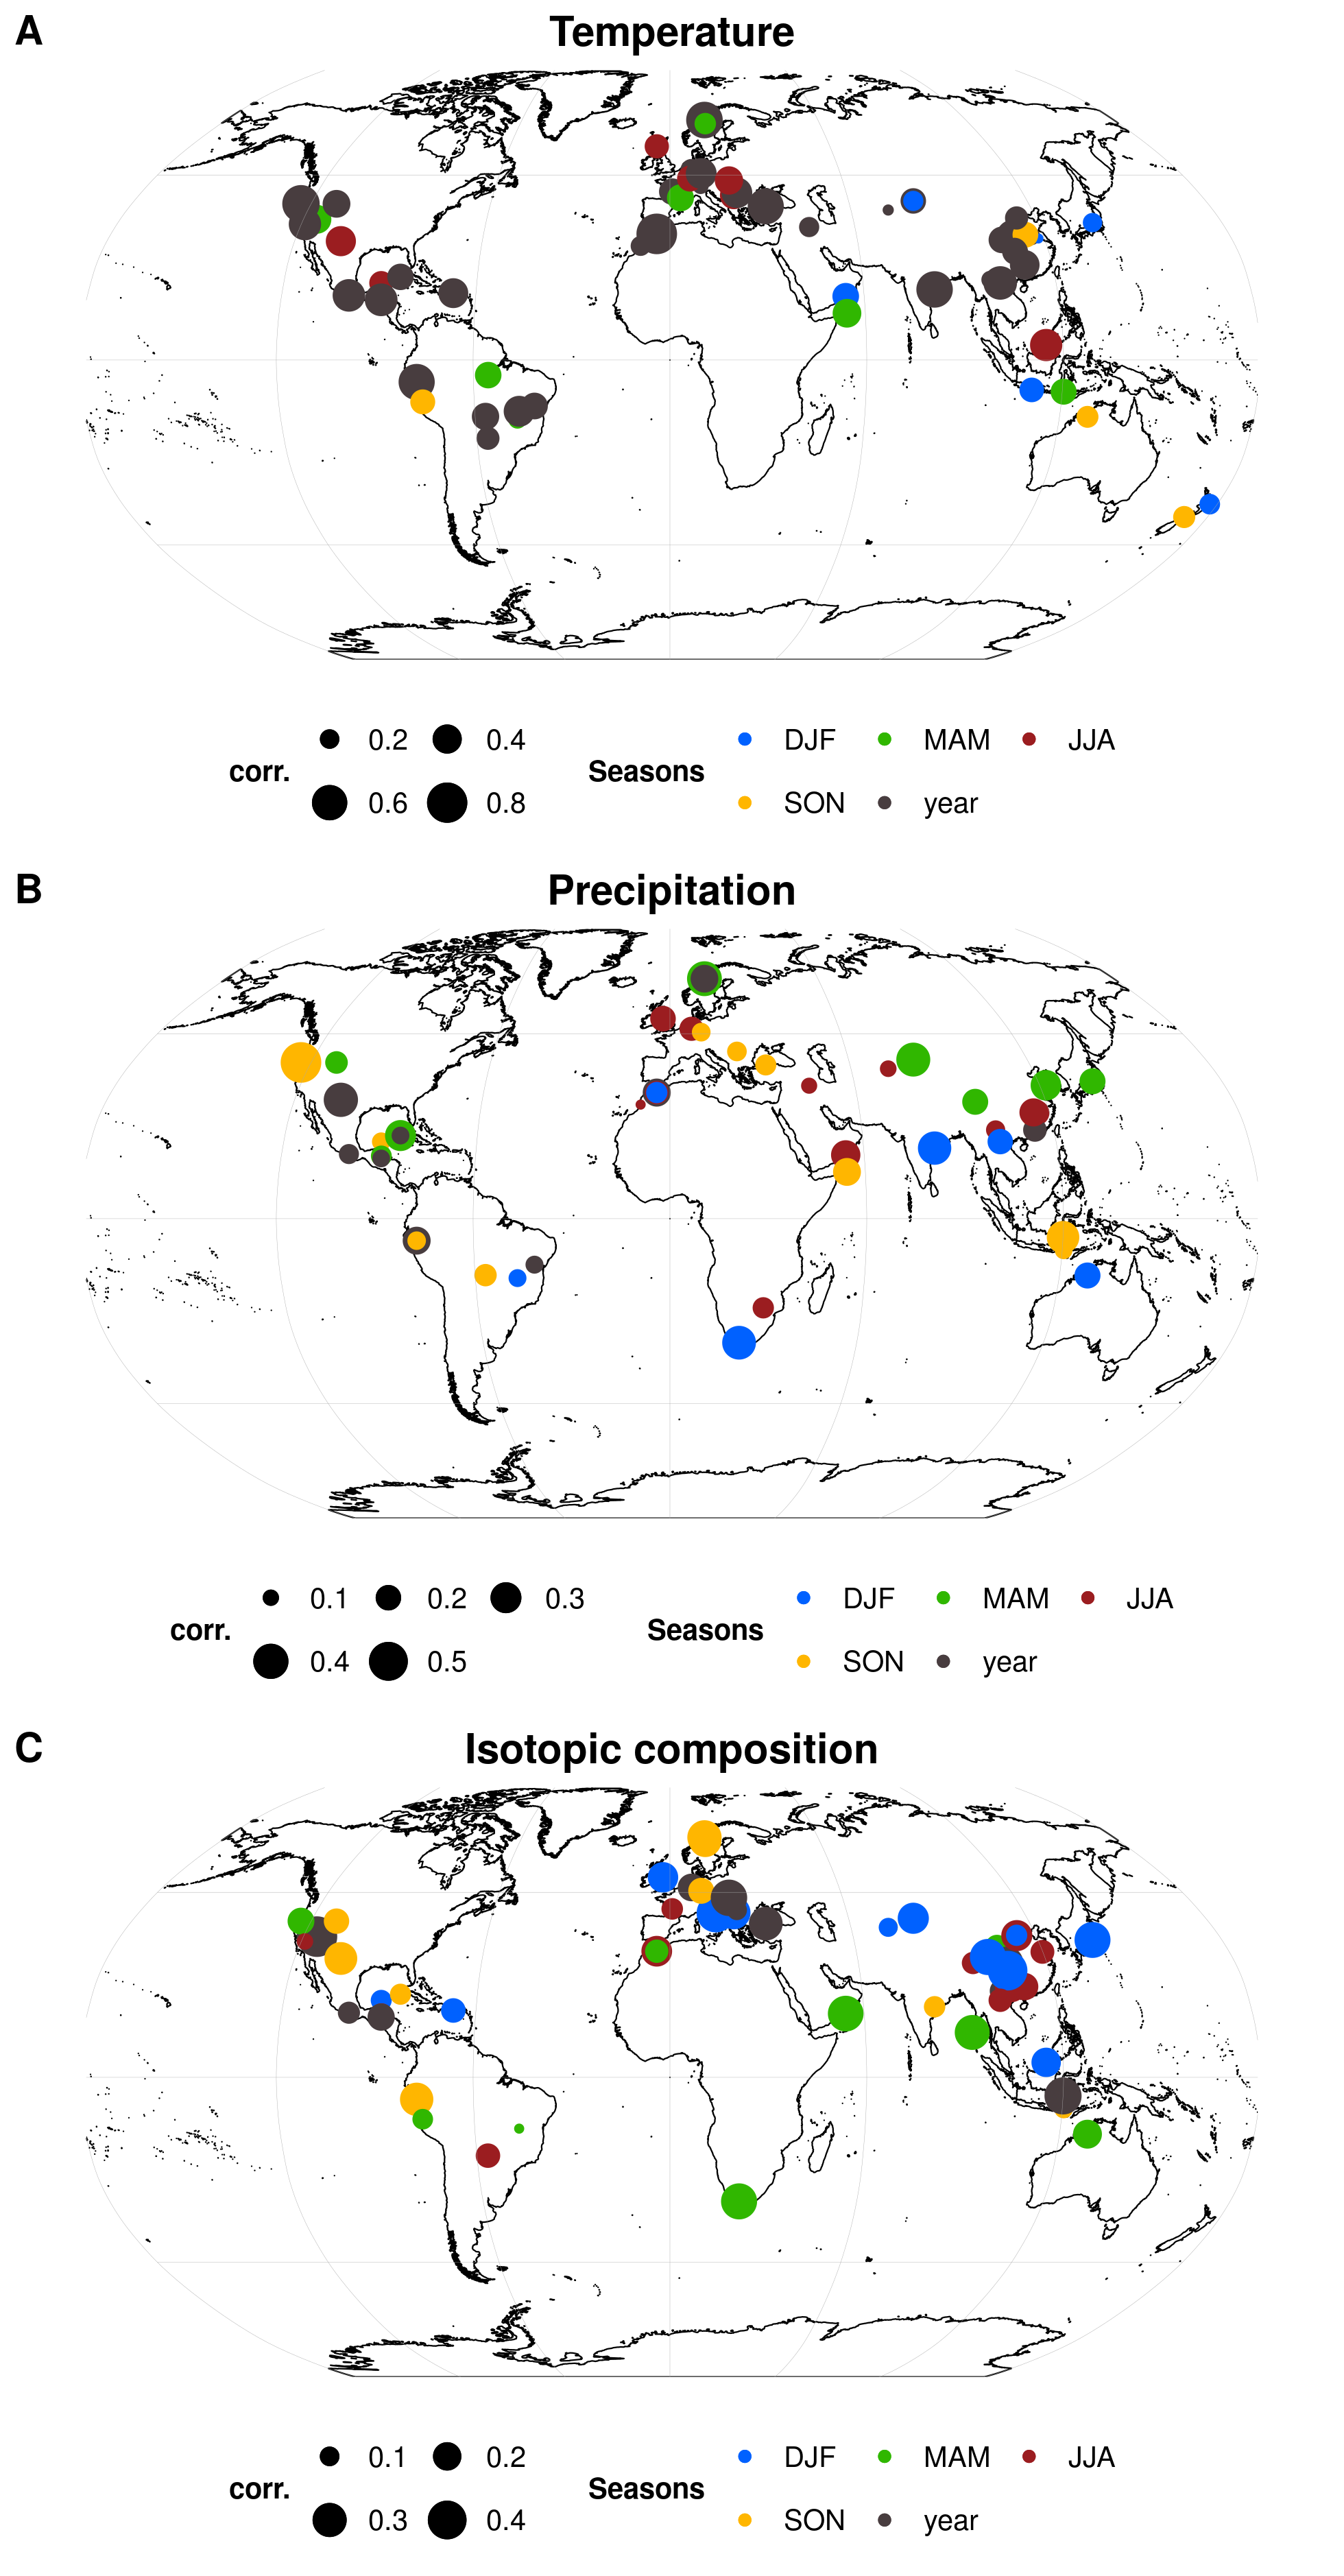 A
Temperature
0.2 0.4 DJF MAM JJA
corr. Seasons
0.6 0.8 SON year
B
Precipitation
0.1 0.2 0.3 DJF MAM JJA
corr. Seasons
0.4 0.5 SON year
C
Isotopic composition
0.1 0.2 DJF MAM JJA
corr. Seasons
0.3 0.4 SON year